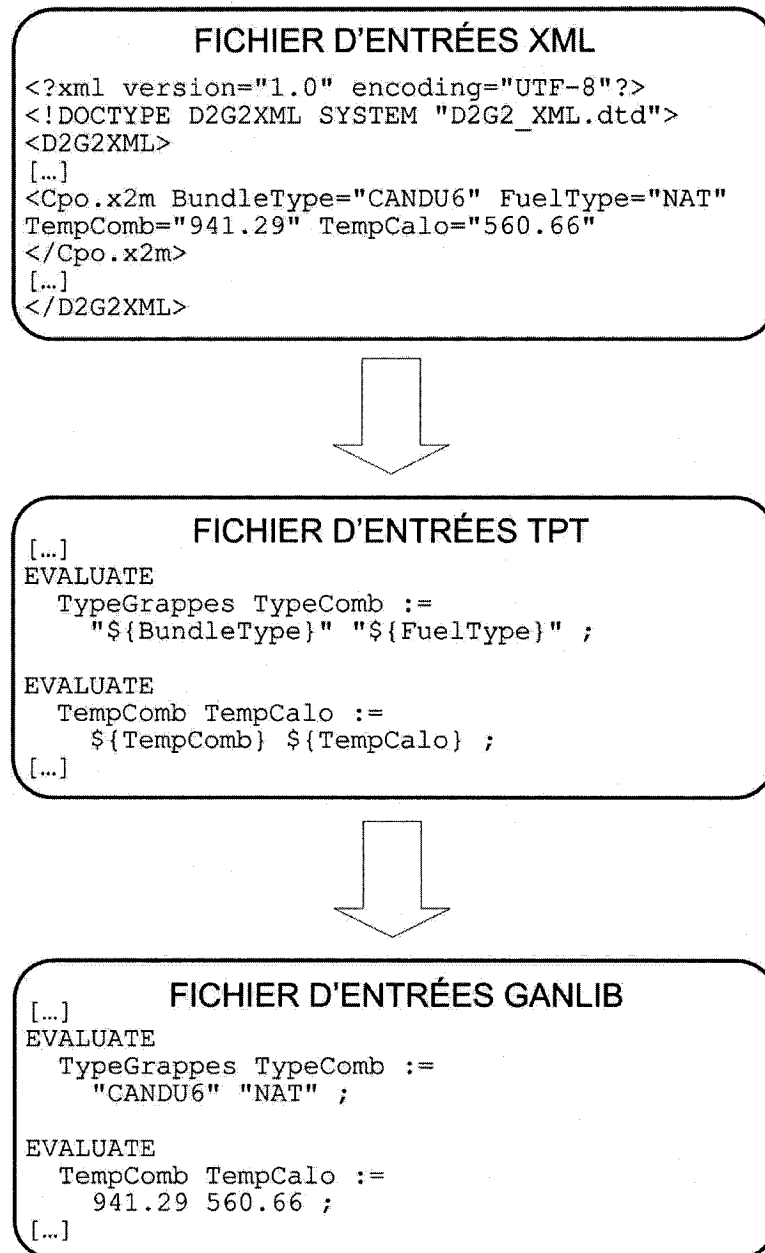 FICHIER D'ENTRÉES XML
<?xml version="1.0" encoding="UTF-8"?>
<!DOCTYPE D2G2XML SYSTEM "D2G2_XML.dtd">
<D2G2XML>
[…]
<Cpo.x2m BundleType="CANDU6" FuelType="NAT"
TempComb="941.29" TempCalo="560.66"
</Cpo.x2m>
[…]
</D2G2XML>
FICHIER D'ENTRÉES TPT
[…]
EVALUATE
TypeGrappes TypeComb :=
"${BundleType}" "${FuelType}" ;
EVALUATE
TempComb TempCalo :=
${TempComb} ${TempCalo} ;
[…]
FICHIER D'ENTRÉES GANLIB
[…]
EVALUATE
TypeGrappes TypeComb :=
"CANDU6" "NAT" ;
EVALUATE
TempComb TempCalo :=
941.29 560.66 ;
[…]